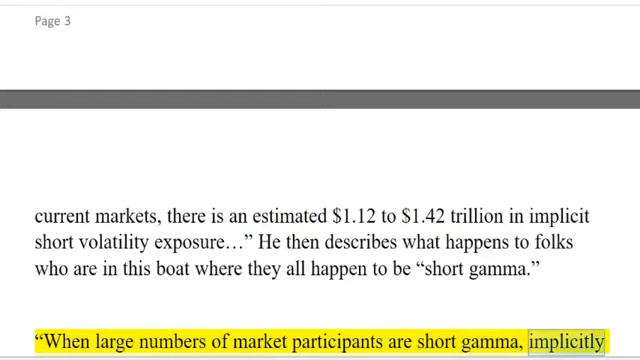 Page 3
current markets, there is an estimated $1.12 to $1.42 trillion in implicit
short volatility exposure…” He then describes what happens to folks
who are in this boat where they all happen to be “short gamma.”
“When large numbers of market participants are short gamma, implicitly